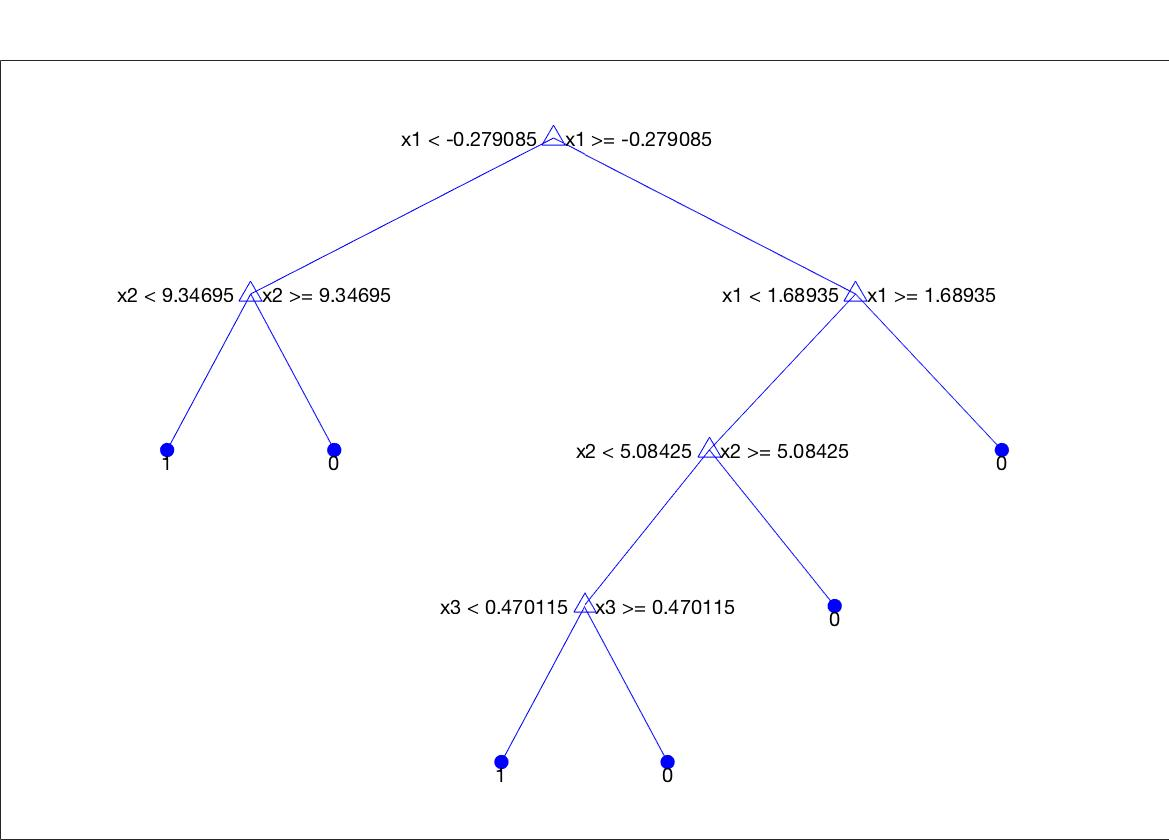 x1 < -0.279085 x1 >= -0.279085
x2 < 9.34695 x2 >= 9.34695
x1 < 1.68935 x1 >= 1.68935
1
0
x2 < 5.08425 x2 >= 5.08425
0
x3 < 0.470115 x3 >= 0.470115
0
1
0